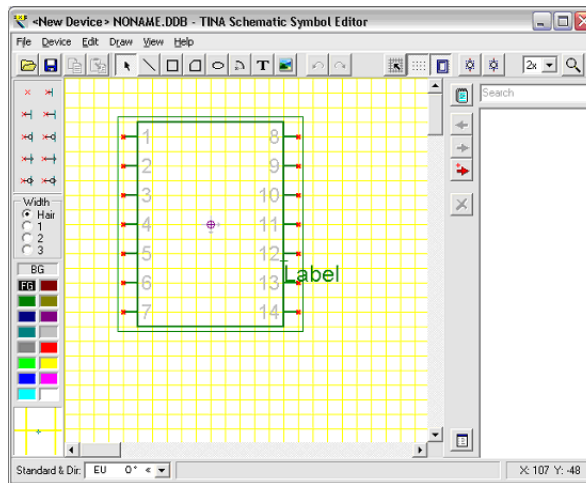 <New Device> NONAME.DDB - TINA Schematic Symbol Editor
File Device Edit Draw View Help
T
2x
Search
Width
Hair
1
2
3
BG
FG
1 8
2 9
3 10
4 11
5 12
6 13
7 14
Label
Standard & Dir: EU 0° <
X: 107 Y: -48